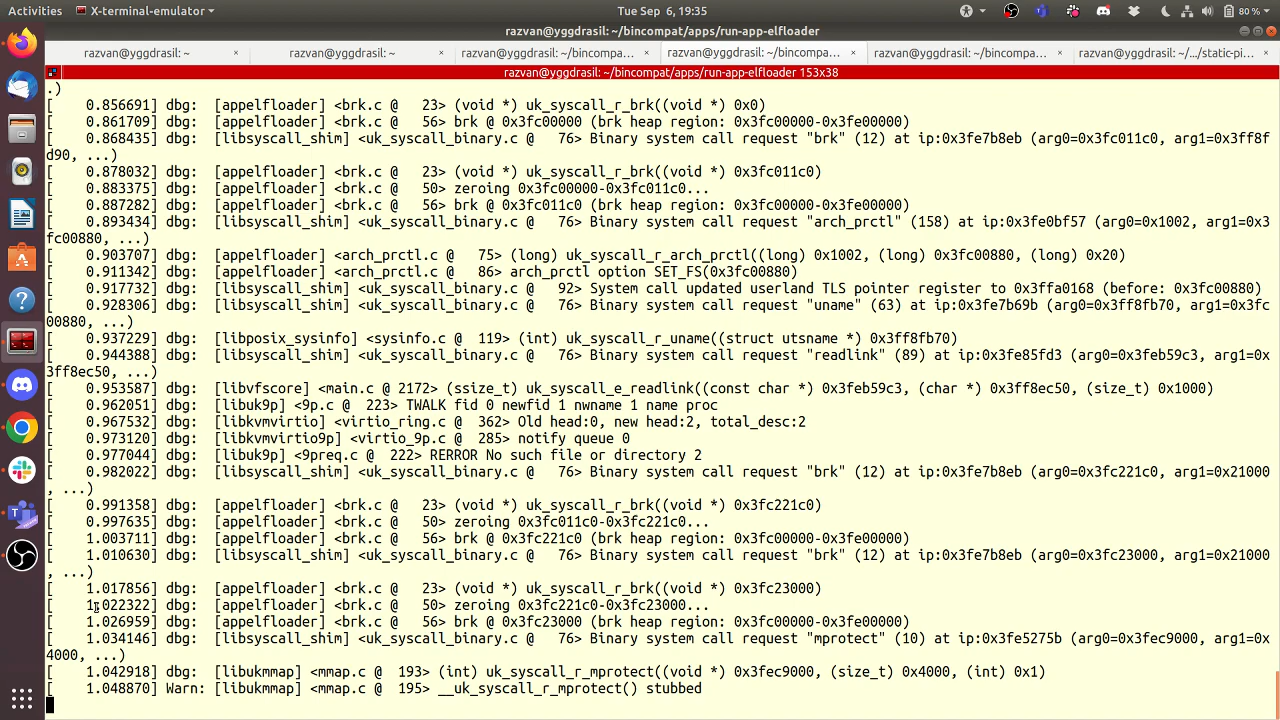 Activities
X-terminal-emulator
Tue Sep 6, 19:35
80 %
razvan@yggdrasil: ~/bincompat/apps/run-app-elfloader
razvan@yggdrasil: ~ ×
razvan@yggdrasil: ~ ×
razvan@yggdrasil: ~/bincompa... ×
razvan@yggdrasil: ~/bincompa... ×
razvan@yggdrasil: ~/bincompa... ×
razvan@yggdrasil: ~/.../static-pi... ×
razvan@yggdrasil: ~/bincompat/apps/run-app-elfloader 153x38
.)
[    0.856691] dbg:  [appelfloader] <brk.c @   23> (void *) uk_syscall_r_brk((void *) 0x0)
[    0.861709] dbg:  [appelfloader] <brk.c @   56> brk @ 0x3fc00000 (brk heap region: 0x3fc00000-0x3fe00000)
[    0.868435] dbg:  [libsyscall_shim] <uk_syscall_binary.c @   76> Binary system call request "brk" (12) at ip:0x3fe7b8eb (arg0=0x3fc011c0, arg1=0x3ff8f
d90, ...)
[    0.878032] dbg:  [appelfloader] <brk.c @   23> (void *) uk_syscall_r_brk((void *) 0x3fc011c0)
[    0.883375] dbg:  [appelfloader] <brk.c @   50> zeroing 0x3fc00000-0x3fc011c0...
[    0.887282] dbg:  [appelfloader] <brk.c @   56> brk @ 0x3fc011c0 (brk heap region: 0x3fc00000-0x3fe00000)
[    0.893434] dbg:  [libsyscall_shim] <uk_syscall_binary.c @   76> Binary system call request "arch_prctl" (158) at ip:0x3fe0bf57 (arg0=0x1002, arg1=0x3
fc00880, ...)
[    0.903707] dbg:  [appelfloader] <arch_prctl.c @   75> (long) uk_syscall_r_arch_prctl((long) 0x1002, (long) 0x3fc00880, (long) 0x20)
[    0.911342] dbg:  [appelfloader] <arch_prctl.c @   86> arch_prctl option SET_FS(0x3fc00880)
[    0.917732] dbg:  [libsyscall_shim] <uk_syscall_binary.c @   92> System call updated userland TLS pointer register to 0x3ffa0168 (before: 0x3fc00880)
[    0.928306] dbg:  [libsyscall_shim] <uk_syscall_binary.c @   76> Binary system call request "uname" (63) at ip:0x3fe7b69b (arg0=0x3ff8fb70, arg1=0x3fc
00880, ...)
[    0.937229] dbg:  [libposix_sysinfo] <sysinfo.c @  119> (int) uk_syscall_r_uname((struct utsname *) 0x3ff8fb70)
[    0.944388] dbg:  [libsyscall_shim] <uk_syscall_binary.c @   76> Binary system call request "readlink" (89) at ip:0x3fe85fd3 (arg0=0x3feb59c3, arg1=0x
3ff8ec50, ...)
[    0.953587] dbg:  [libvfscore] <main.c @ 2172> (ssize_t) uk_syscall_e_readlink((const char *) 0x3feb59c3, (char *) 0x3ff8ec50, (size_t) 0x1000)
[    0.962051] dbg:  [libuk9p] <9p.c @  223> TWALK fid 0 newfid 1 nwname 1 name proc
[    0.967532] dbg:  [libkvmvirtio] <virtio_ring.c @  362> Old head:0, new head:2, total_desc:2
[    0.973120] dbg:  [libkvmvirtio9p] <virtio_9p.c @  285> notify queue 0
[    0.977044] dbg:  [libuk9p] <9preq.c @  222> RERROR No such file or directory 2
[    0.982022] dbg:  [libsyscall_shim] <uk_syscall_binary.c @   76> Binary system call request "brk" (12) at ip:0x3fe7b8eb (arg0=0x3fc221c0, arg1=0x21000
, ...)
[    0.991358] dbg:  [appelfloader] <brk.c @   23> (void *) uk_syscall_r_brk((void *) 0x3fc221c0)
[    0.997635] dbg:  [appelfloader] <brk.c @   50> zeroing 0x3fc011c0-0x3fc221c0...
[    1.003711] dbg:  [appelfloader] <brk.c @   56> brk @ 0x3fc221c0 (brk heap region: 0x3fc00000-0x3fe00000)
[    1.010630] dbg:  [libsyscall_shim] <uk_syscall_binary.c @   76> Binary system call request "brk" (12) at ip:0x3fe7b8eb (arg0=0x3fc23000, arg1=0x21000
, ...)
[    1.017856] dbg:  [appelfloader] <brk.c @   23> (void *) uk_syscall_r_brk((void *) 0x3fc23000)
[    1.022322] dbg:  [appelfloader] <brk.c @   50> zeroing 0x3fc221c0-0x3fc23000...
[    1.026959] dbg:  [appelfloader] <brk.c @   56> brk @ 0x3fc23000 (brk heap region: 0x3fc00000-0x3fe00000)
[    1.034146] dbg:  [libsyscall_shim] <uk_syscall_binary.c @   76> Binary system call request "mprotect" (10) at ip:0x3fe5275b (arg0=0x3fec9000, arg1=0x
4000, ...)
[    1.042918] dbg:  [libukmmap] <mmap.c @  193> (int) uk_syscall_r_mprotect((void *) 0x3fec9000, (size_t) 0x4000, (int) 0x1)
[    1.048870] Warn: [libukmmap] <mmap.c @  195> __uk_syscall_r_mprotect() stubbed